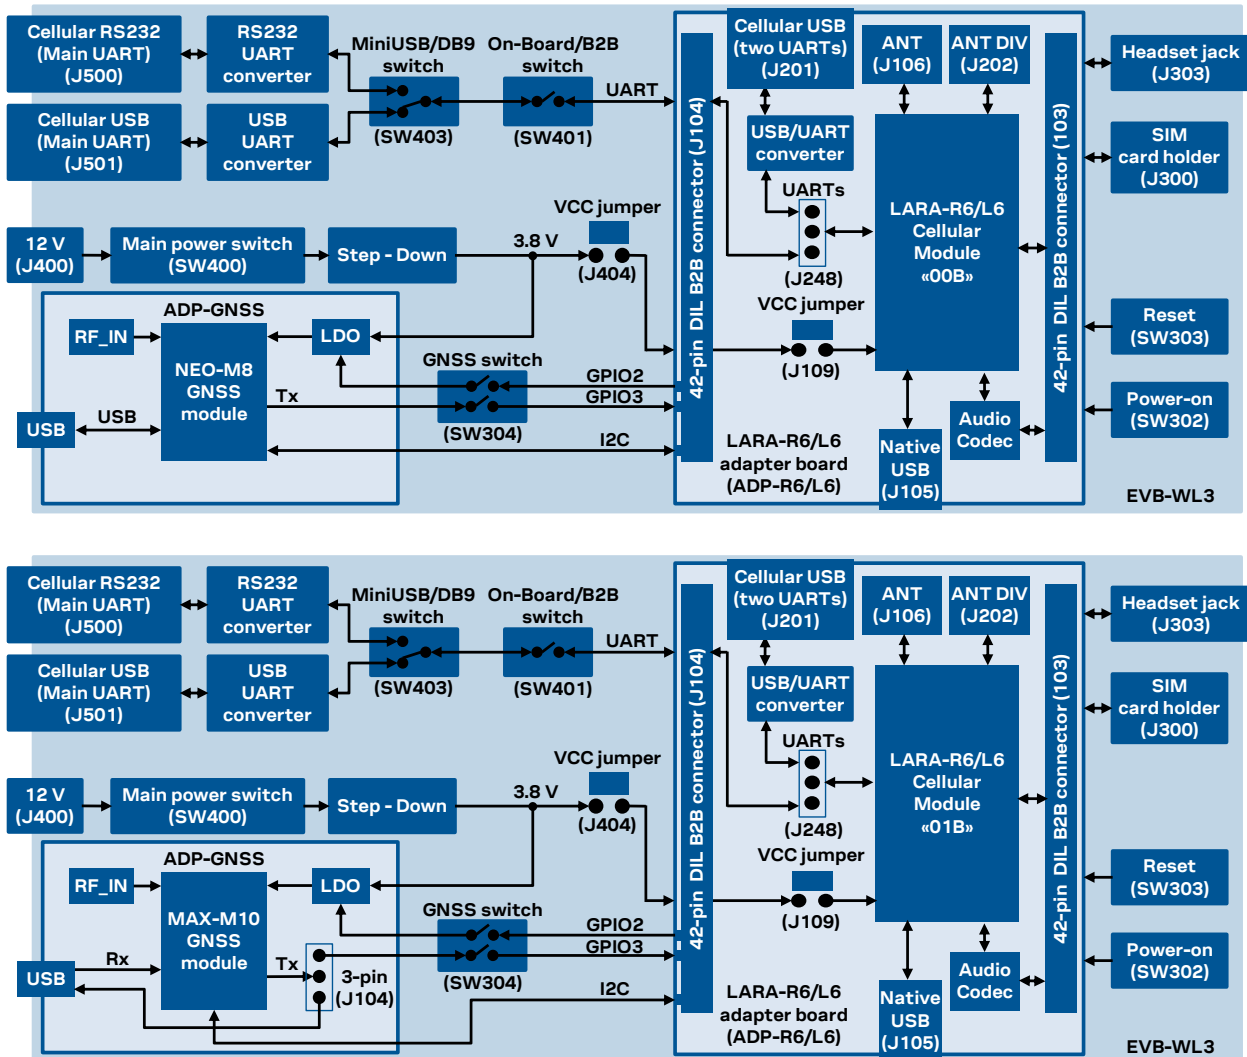 Cellular RS232
(Main UART)
(J500)
RS232
UART
converter
MiniUSB/DB9
switch
(SW403)
On-Board/B2B
switch
(SW401)
UART
Cellular USB
(Main UART)
(J501)
USB
UART
converter
12 V
(J400)
Main power switch
(SW400)
Step - Down
3.8 V
VCC jumper
(J404)
ADP-GNSS
RF_IN
NEO-M8
GNSS
module
LDO
Tx
USB
USB
GNSS switch
(SW304)
GPIO2
GPIO3
I2C
42-pin DIL B2B connector (J104)
Cellular USB
(two UARTs)
(J201)
USB/UART
converter
UARTs
(J248)
VCC jumper
(J109)
ANT
(J106)
ANT DIV
(J202)
LARA-R6/L6
Cellular
Module
«00B»
Native
USB
(J105)
Audio
Codec
LARA-R6/L6
adapter board
(ADP-R6/L6)
42-pin DIL B2B connector (103)
Headset jack
(J303)
SIM
card holder
(J300)
Reset
(SW303)
Power-on
(SW302)
EVB-WL3
Cellular RS232
(Main UART)
(J500)
RS232
UART
converter
MiniUSB/DB9
switch
(SW403)
On-Board/B2B
switch
(SW401)
UART
Cellular USB
(Main UART)
(J501)
USB
UART
converter
12 V
(J400)
Main power switch
(SW400)
Step - Down
3.8 V
VCC jumper
(J404)
ADP-GNSS
RF_IN
MAX-M10
GNSS
module
LDO
Rx
Tx
USB
3-pin
(J104)
GNSS switch
(SW304)
GPIO2
GPIO3
I2C
42-pin DIL B2B connector (J104)
Cellular USB
(two UARTs)
(J201)
USB/UART
converter
UARTs
(J248)
VCC jumper
(J109)
ANT
(J106)
ANT DIV
(J202)
LARA-R6/L6
Cellular
Module
«01B»
Native
USB
(J105)
Audio
Codec
LARA-R6/L6
adapter board
(ADP-R6/L6)
42-pin DIL B2B connector (103)
Headset jack
(J303)
SIM
card holder
(J300)
Reset
(SW303)
Power-on
(SW302)
EVB-WL3